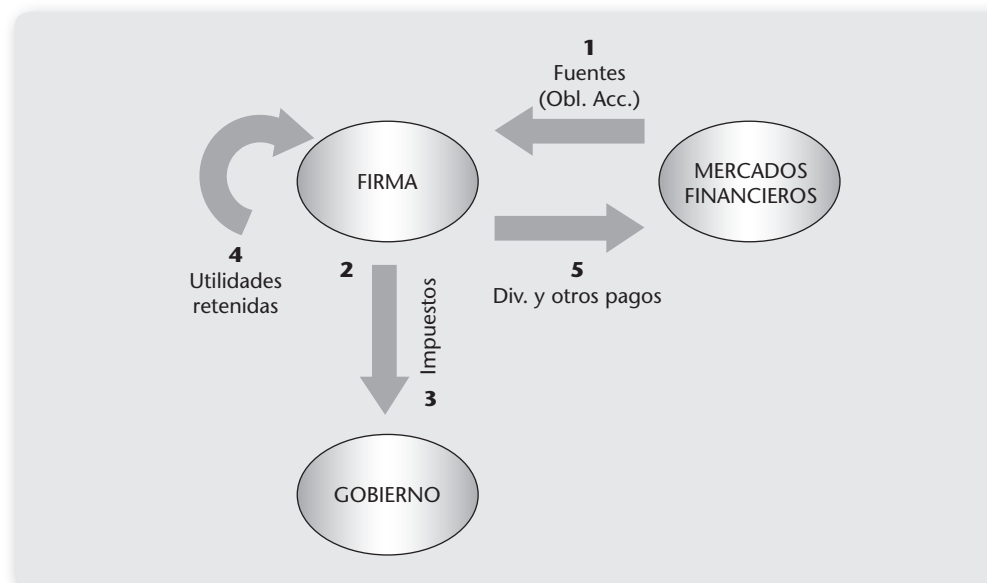 1
Fuentes
(Obl. Acc.)
FIRMA
MERCADOS
FINANCIEROS
4
Utilidades
retenidas
2
5
Div. y otros pagos
Impuestos
3
GOBIERNO